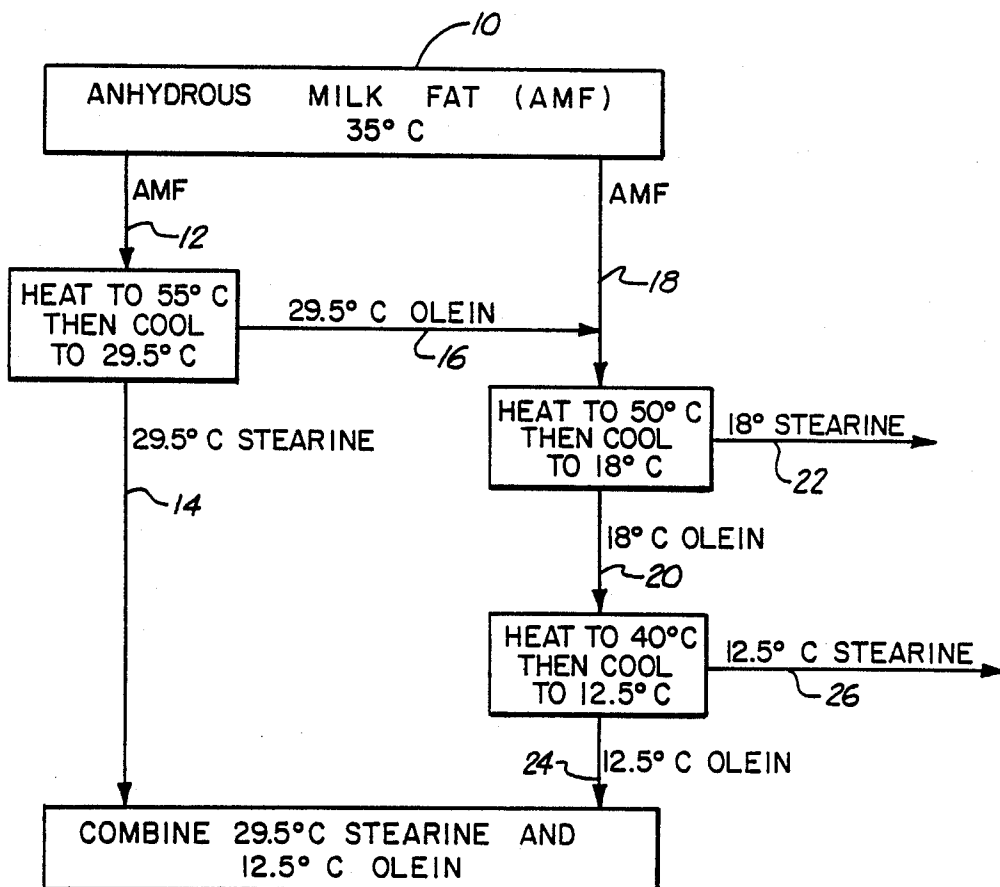 10
ANHYDROUS MILK FAT (AMF)
35° C
AMF
AMF
12
18
HEAT TO 55° C
THEN COOL
TO 29.5° C
29.5° C OLEIN
16
HEAT TO 50° C
THEN COOL
TO 18° C
18° STEARINE
22
29.5° C STEARINE
14
18° C OLEIN
20
HEAT TO 40°C
THEN COOL
TO 12.5° C
12.5° C STEARINE
26
24
12.5° C OLEIN
COMBINE 29.5°C STEARINE AND
12.5° C OLEIN